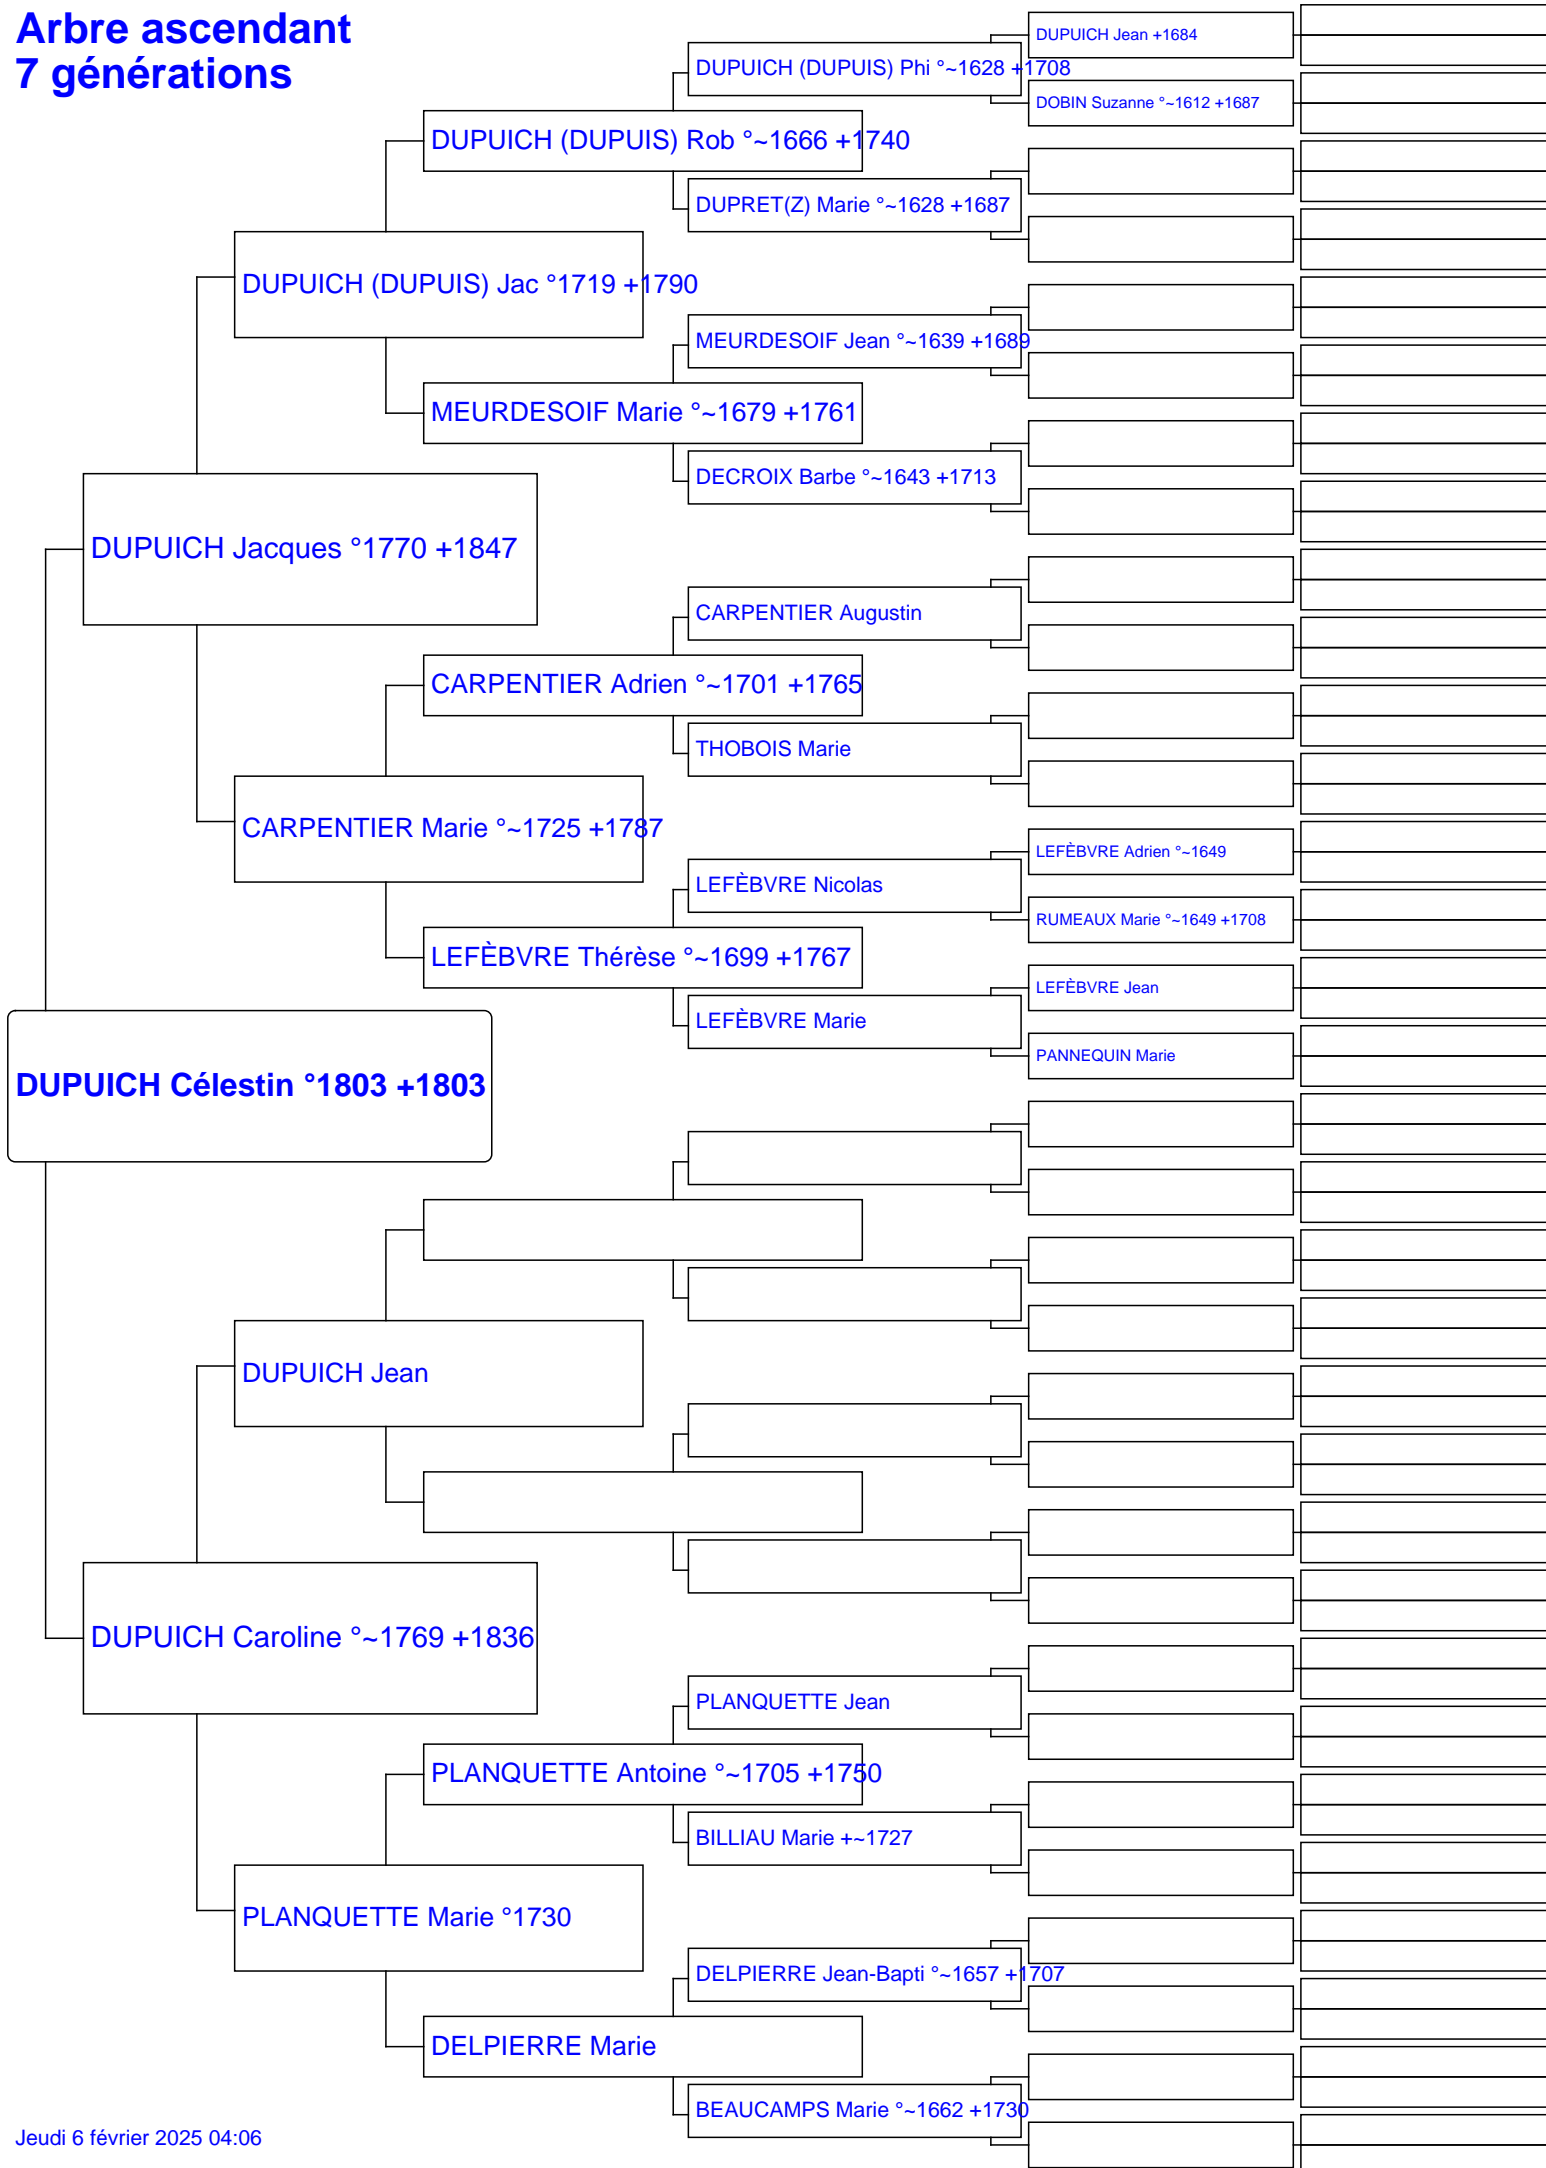 Arbre ascendant
7 générations
DUPUICH Jean +1684
DUPUICH (DUPUIS) Phi °~1628 +1708
DOBIN Suzanne °~1612 +1687
DUPUICH (DUPUIS) Rob °~1666 +1740
DUPRET(Z) Marie °~1628 +1687
DUPUICH (DUPUIS) Jac °1719 +1790
MEURDESOIF Jean °~1639 +1689
MEURDESOIF Marie °~1679 +1761
DECROIX Barbe °~1643 +1713
DUPUICH Jacques °1770 +1847
CARPENTIER Augustin
CARPENTIER Adrien °~1701 +1765
THOBOIS Marie
CARPENTIER Marie °~1725 +1787
LEFÈBVRE Adrien °~1649
LEFÈBVRE Nicolas
RUMEAUX Marie °~1649 +1708
LEFÈBVRE Thérèse °~1699 +1767
LEFÈBVRE Jean
LEFÈBVRE Marie
PANNEQUIN Marie
DUPUICH Célestin °1803 +1803
DUPUICH Jean
DUPUICH Caroline °~1769 +1836
PLANQUETTE Jean
PLANQUETTE Antoine °~1705 +1750
BILLIAU Marie +~1727
PLANQUETTE Marie °1730
DELPIERRE Jean-Bapti °~1657 +1707
DELPIERRE Marie
BEAUCAMPS Marie °~1662 +1730
Jeudi 6 février 2025 04:06